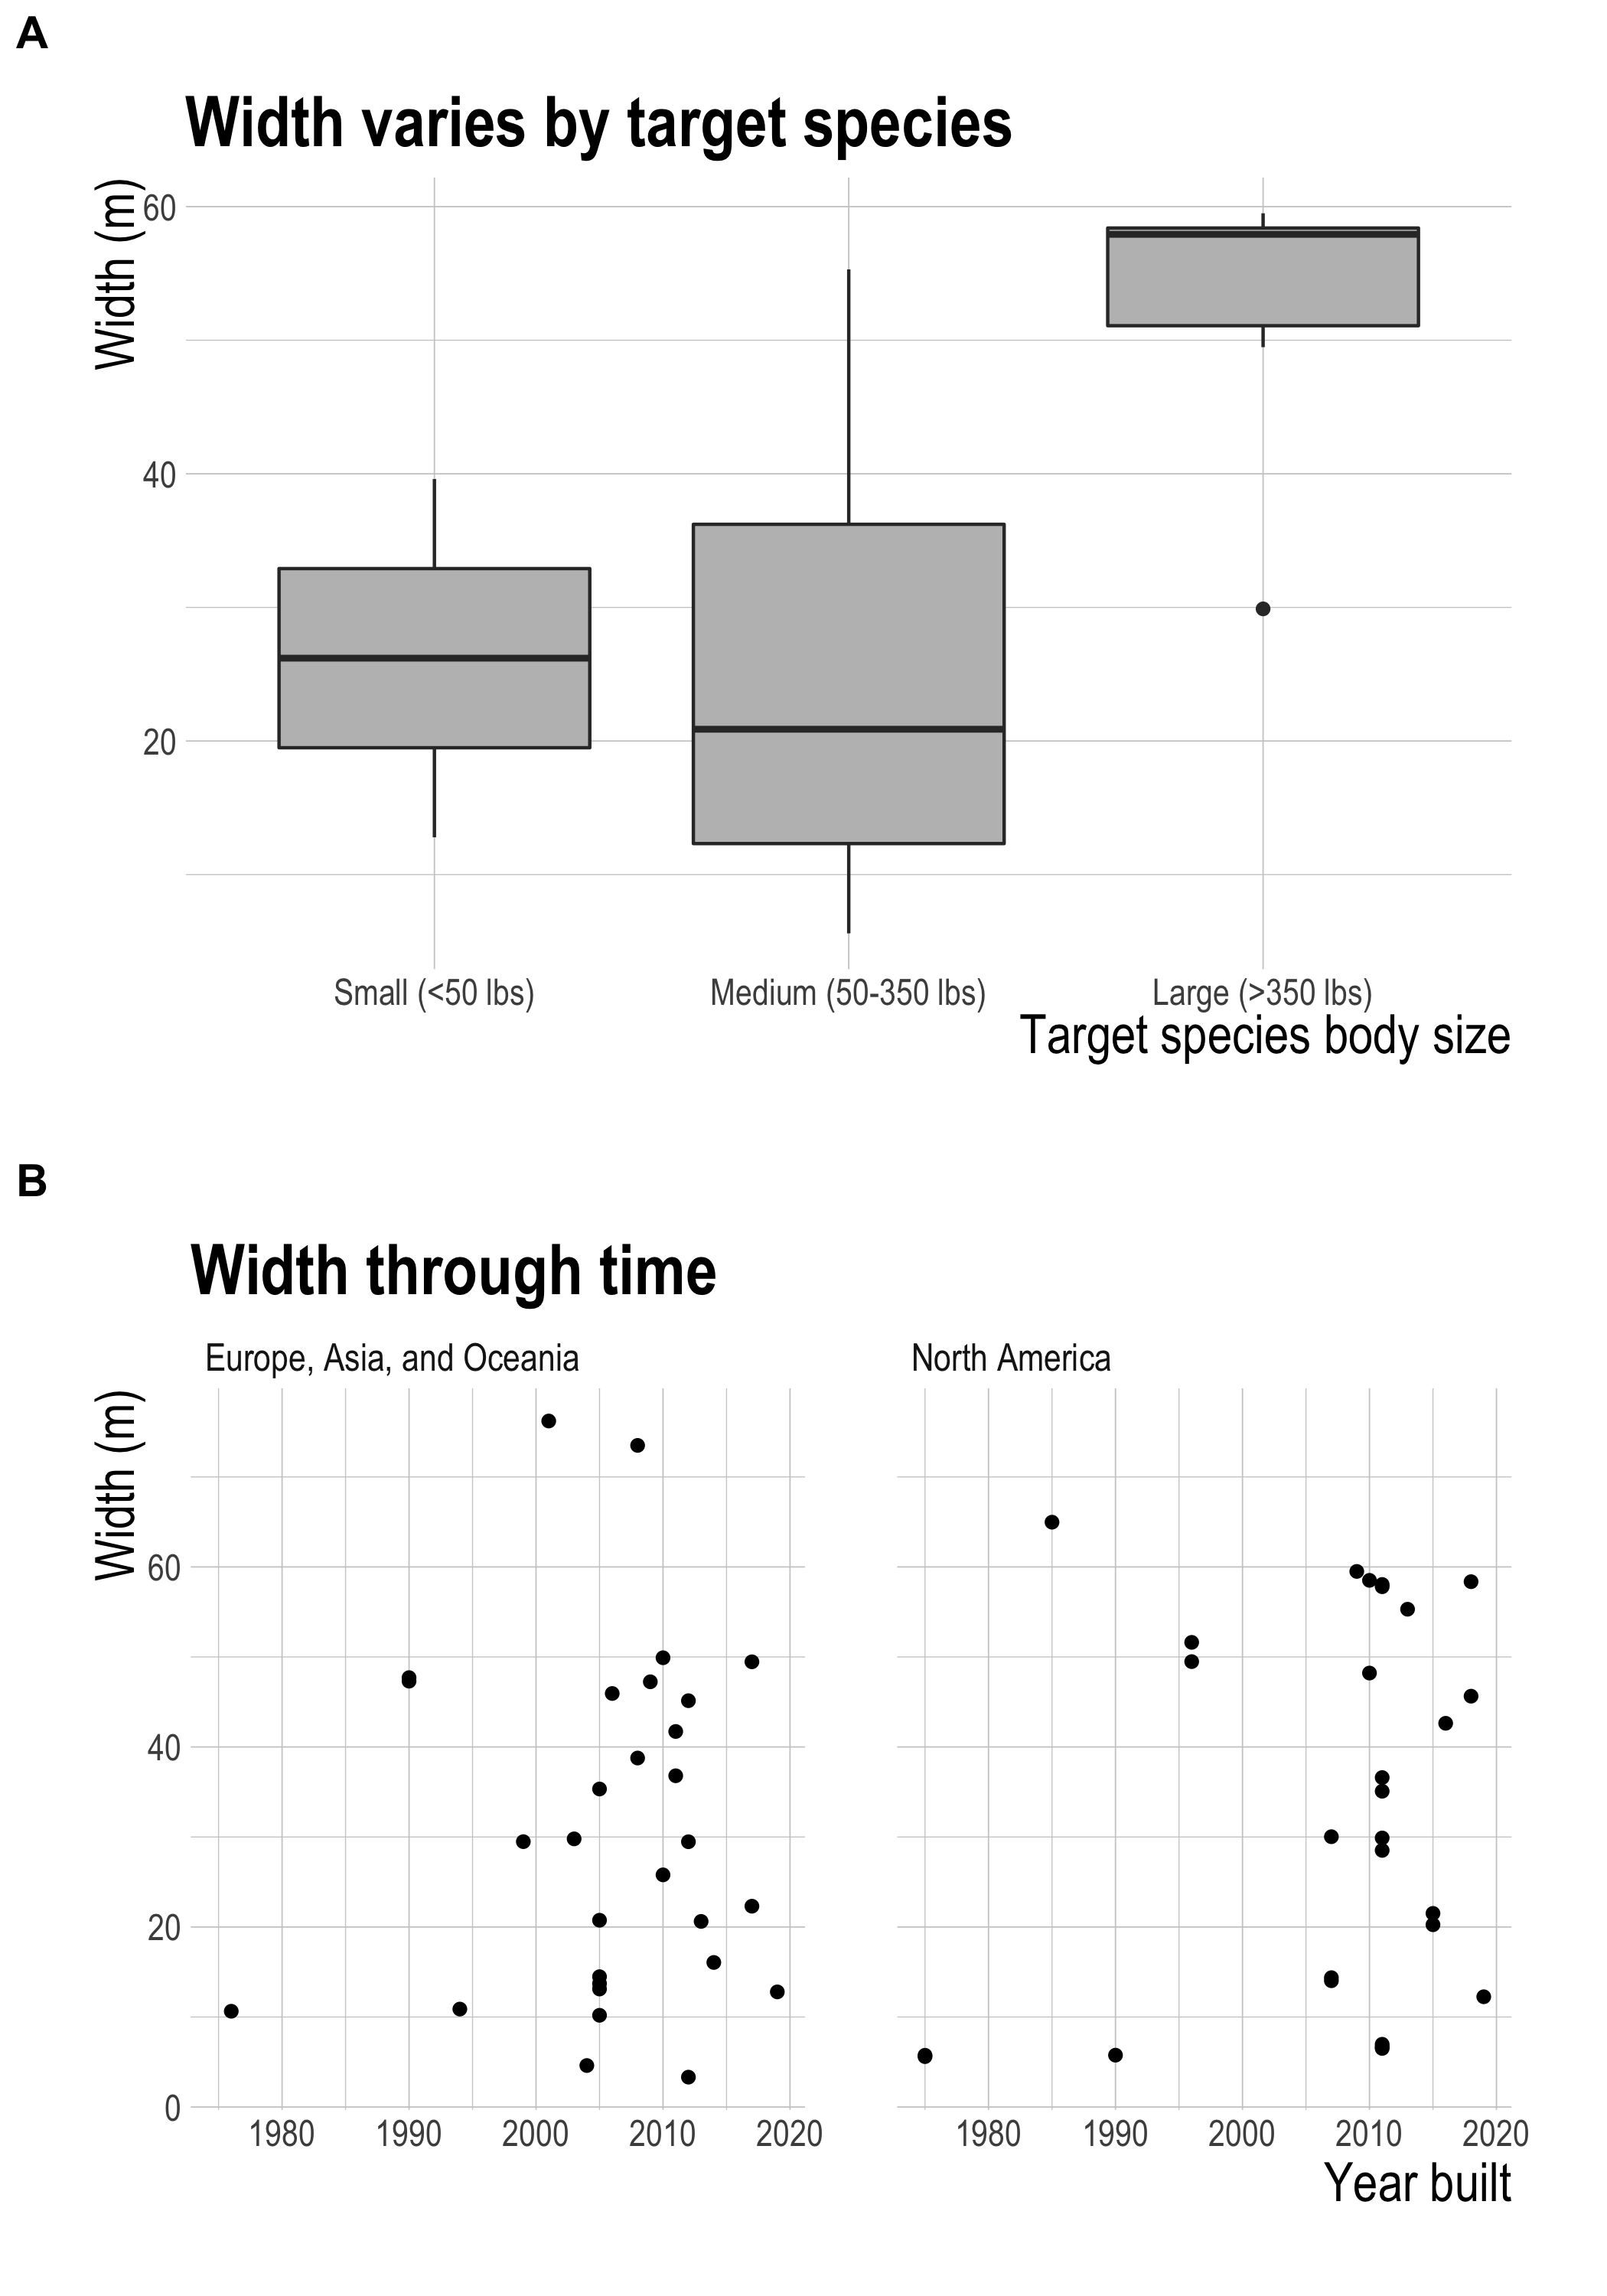 A
Width varies by target species
Width (m)
60
40
20
Small (<50 lbs)
Medium (50-350 lbs)
Large (>350 lbs)
Target species body size
B
Width through time
Europe, Asia, and Oceania
North America
Width (m)
60
40
20
0
1980 1990 2000 2010 2020
1980 1990 2000 2010 2020
Year built